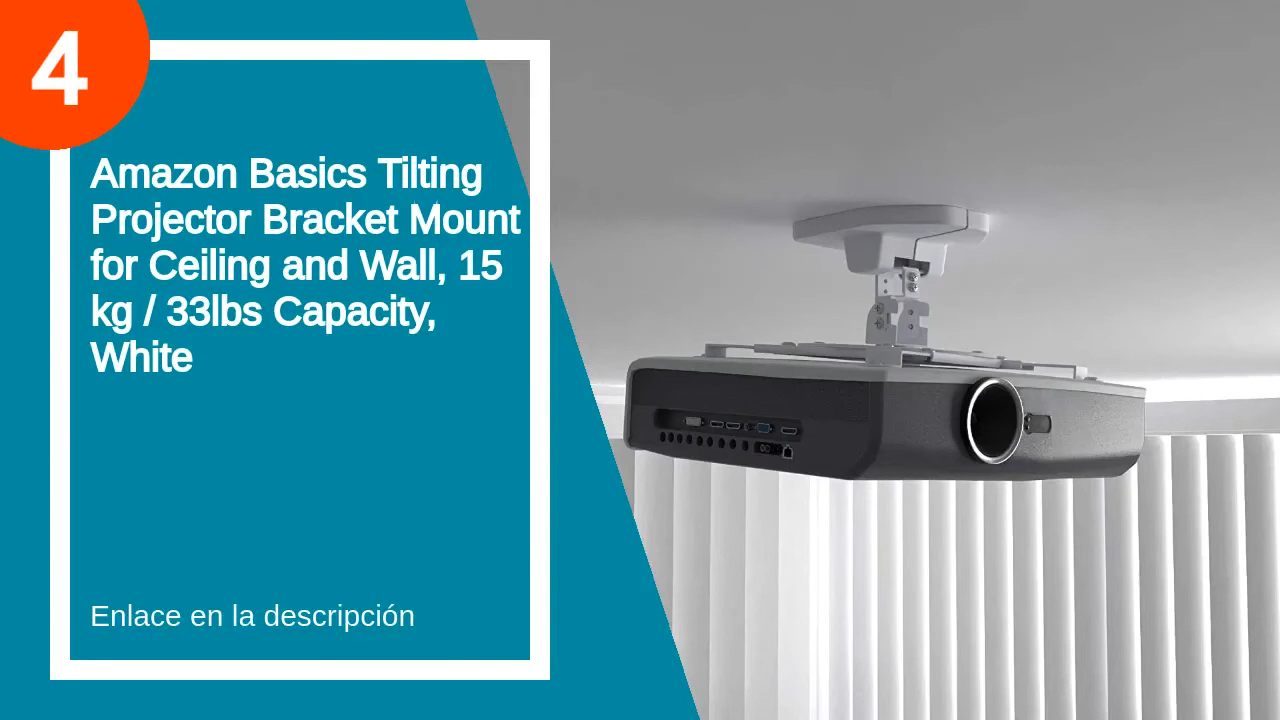 4
Amazon Basics Tilting
Projector Bracket Mount
for Ceiling and Wall, 15
kg / 33lbs Capacity,
White
Enlace en la descripción